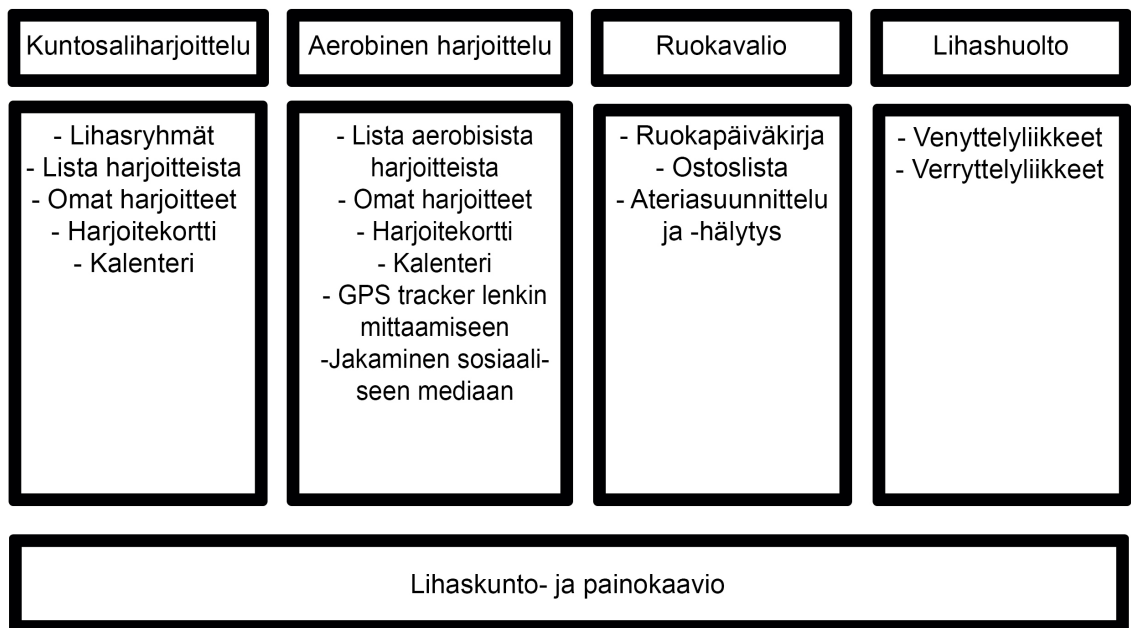 Kuntosaliharjoittelu
Aerobinen harjoittelu
Ruokavalio
Lihashuolto
- Lihasryhmät
- Lista harjoitteista
- Omat harjoitteet
- Harjoitekortti
- Kalenteri
- Lista aerobisista
harjoitteista
- Omat harjoitteet
- Harjoitekortti
- Kalenteri
- GPS tracker lenkin
mittaamiseen
-Jakaminen sosiaali-
seen mediaan
- Ruokapäiväkirja
- Ostoslista
- Ateriasuunnittelu
ja -hälytys
- Venyttelyliikkeet
- Verryttelyliikkeet
Lihaskunto- ja painokaavio